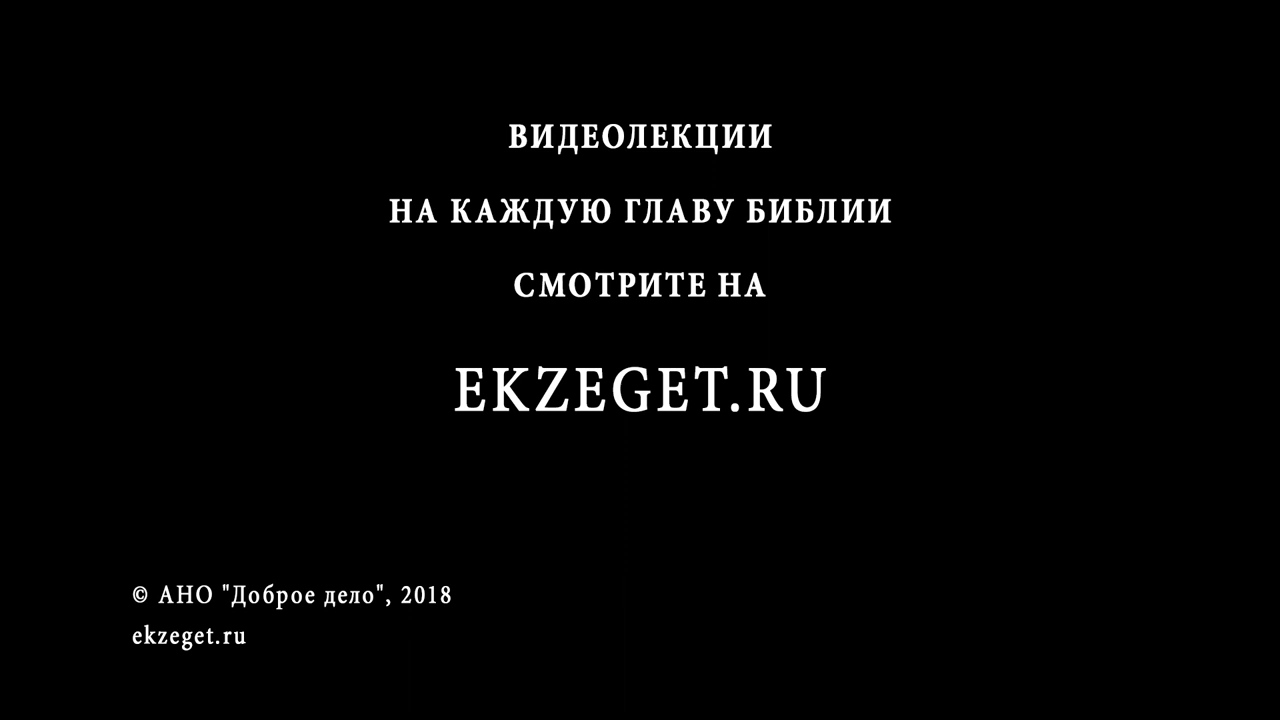 ВИДЕОЛЕКЦИИ
НА КАЖДУЮ ГЛАВУ БИБЛИИ
СМОТРИТЕ НА
EKZEGET.RU
© АНО "Доброе дело", 2018
ekzeget.ru